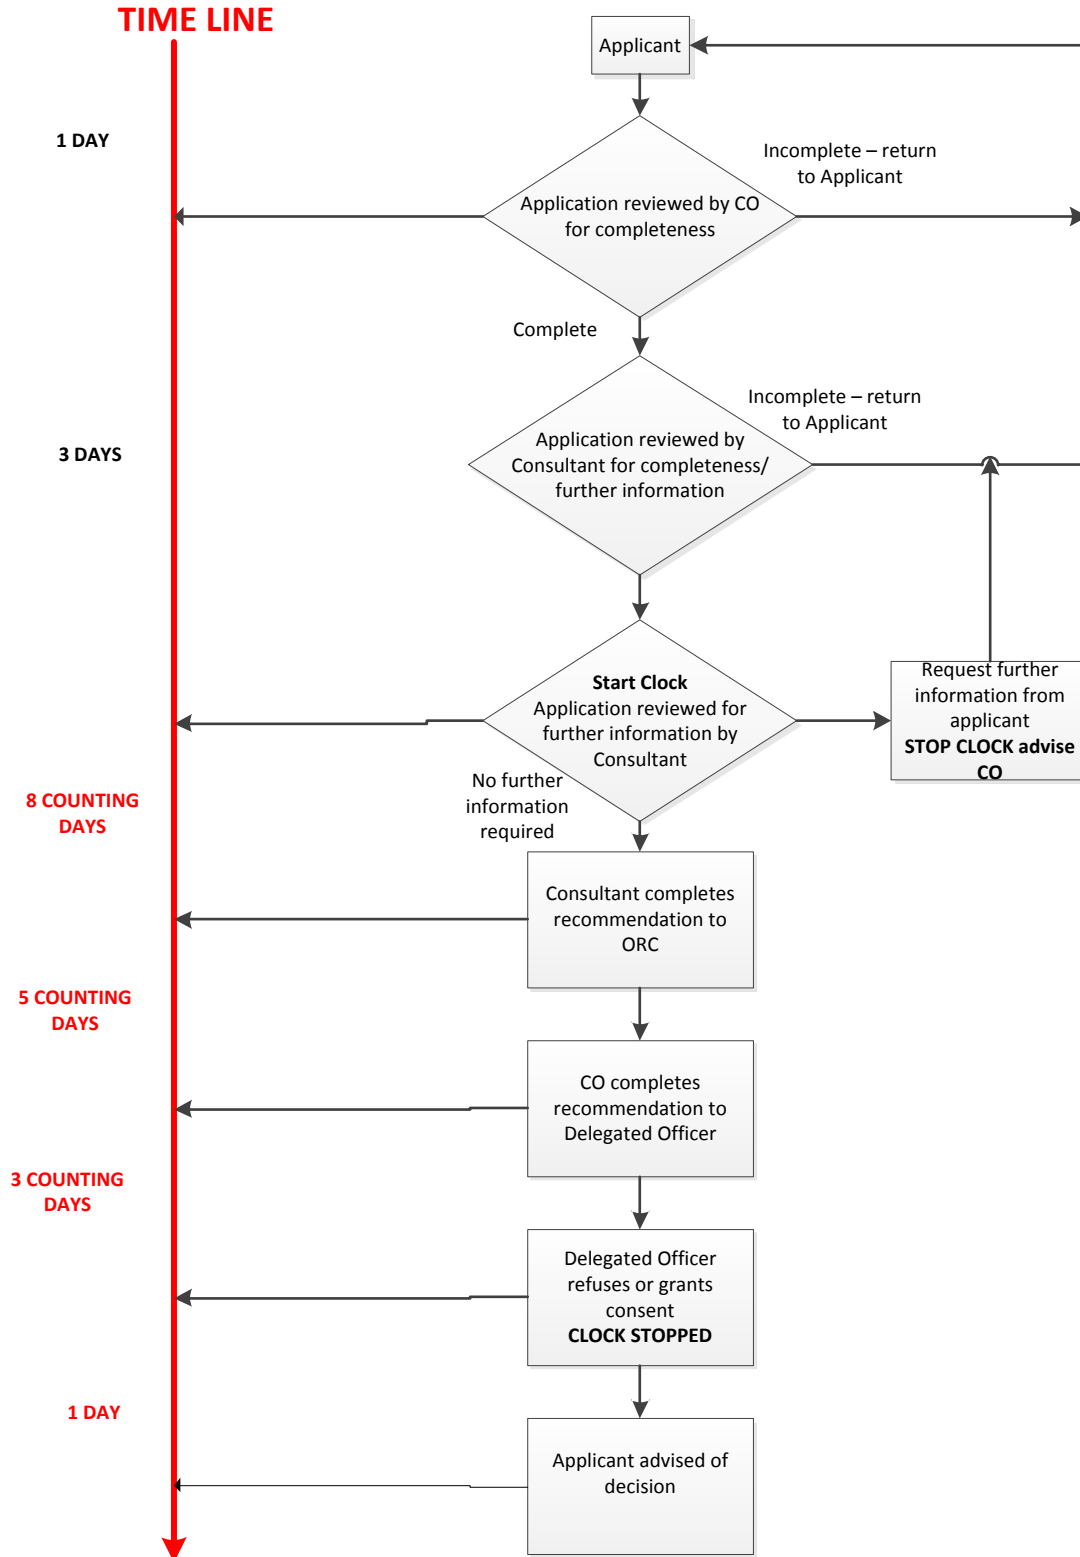 TIME LINE
Applicant
1 DAY
Incomplete – return
to Applicant
Application reviewed by CO
for completeness
Complete
Incomplete – return
to Applicant
3 DAYS
Application reviewed by
Consultant for completeness/
further information
Start Clock
Application reviewed for
further information by
Consultant
Request further
information from
applicant
STOP CLOCK advise
CO
No further
information
required
8 COUNTING
DAYS
Consultant completes
recommendation to
ORC
5 COUNTING
DAYS
CO completes
recommendation to
Delegated Officer
3 COUNTING
DAYS
Delegated Officer
refuses or grants
consent
CLOCK STOPPED
1 DAY
Applicant advised of
decision